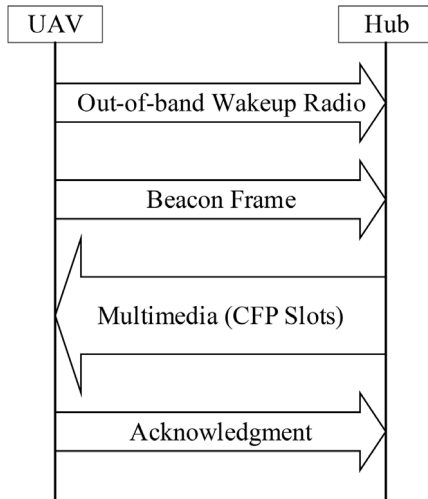 UAV
Hub
Out-of-band Wakeup Radio
Beacon Frame
Multimedia (CFP Slots)
Acknowledgment